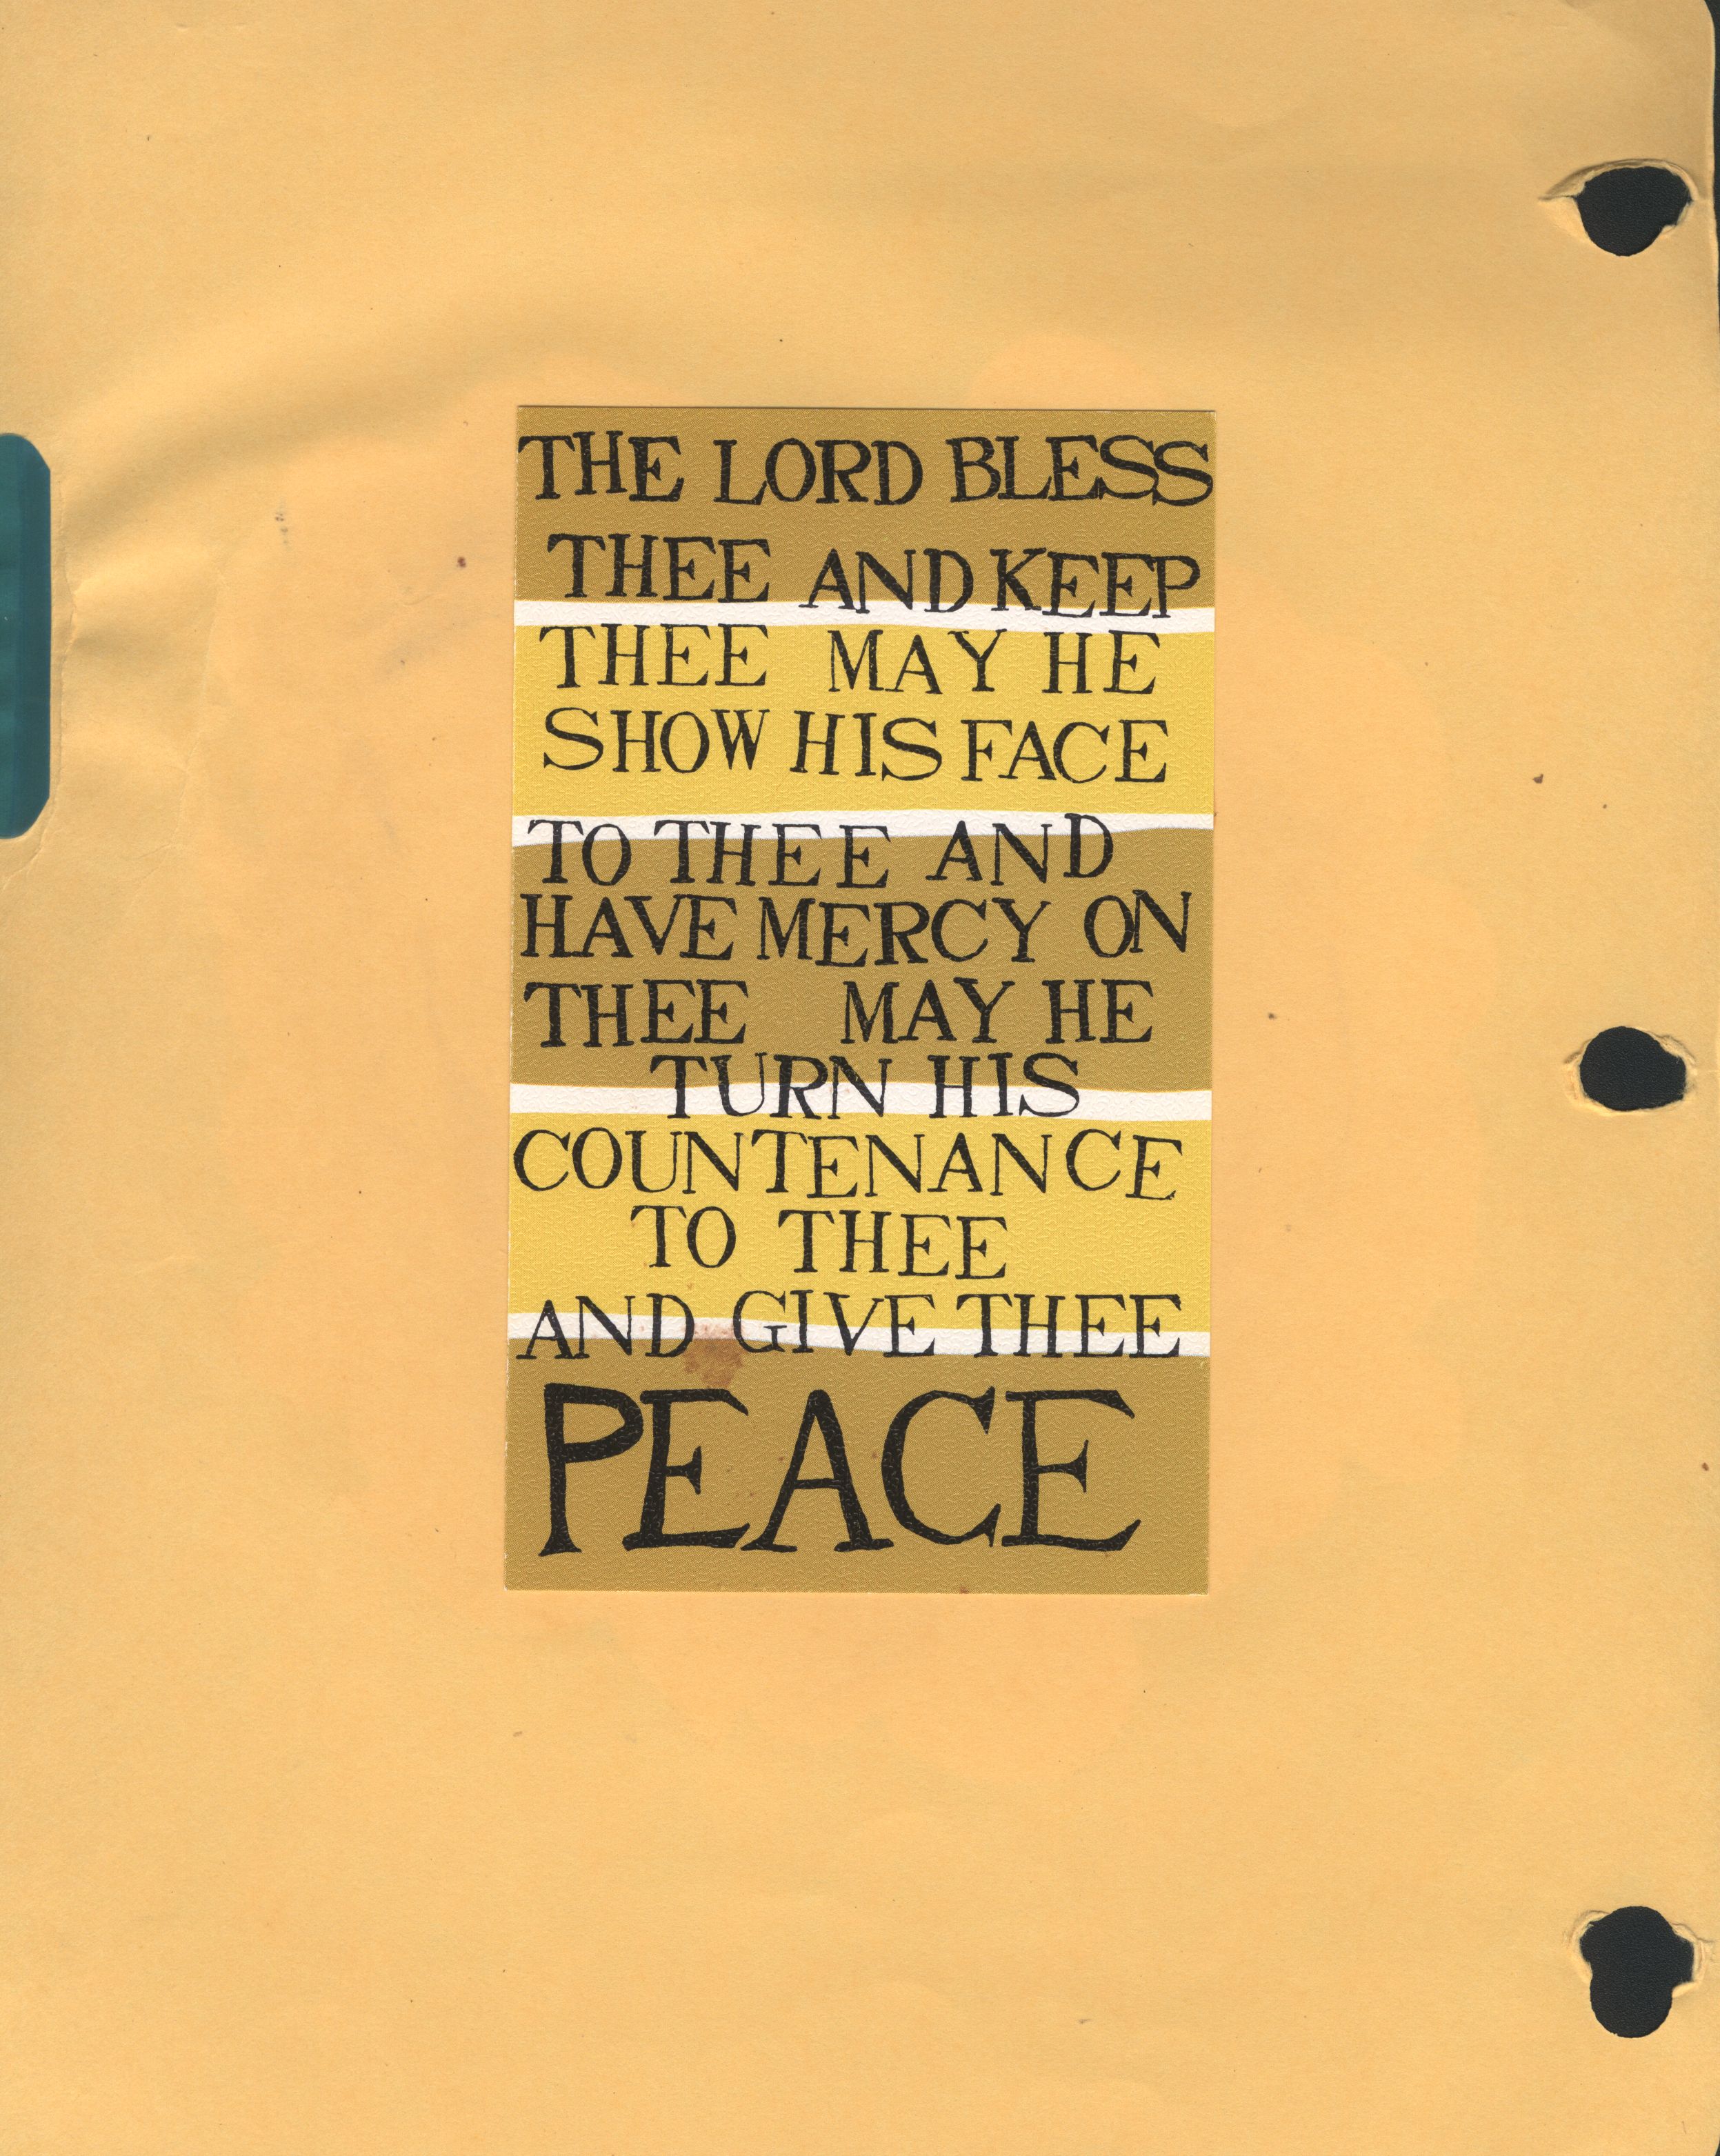 THE LORD BLESS
THEE AND KEEP
THEE MAY HE
SHOW HIS FACE
TO THEE AND
HAVE MERCY ON
THEE MAY HE
TURN HIS
COUNTENANCE
TO THEE
AND GIVE THEE
PEACE